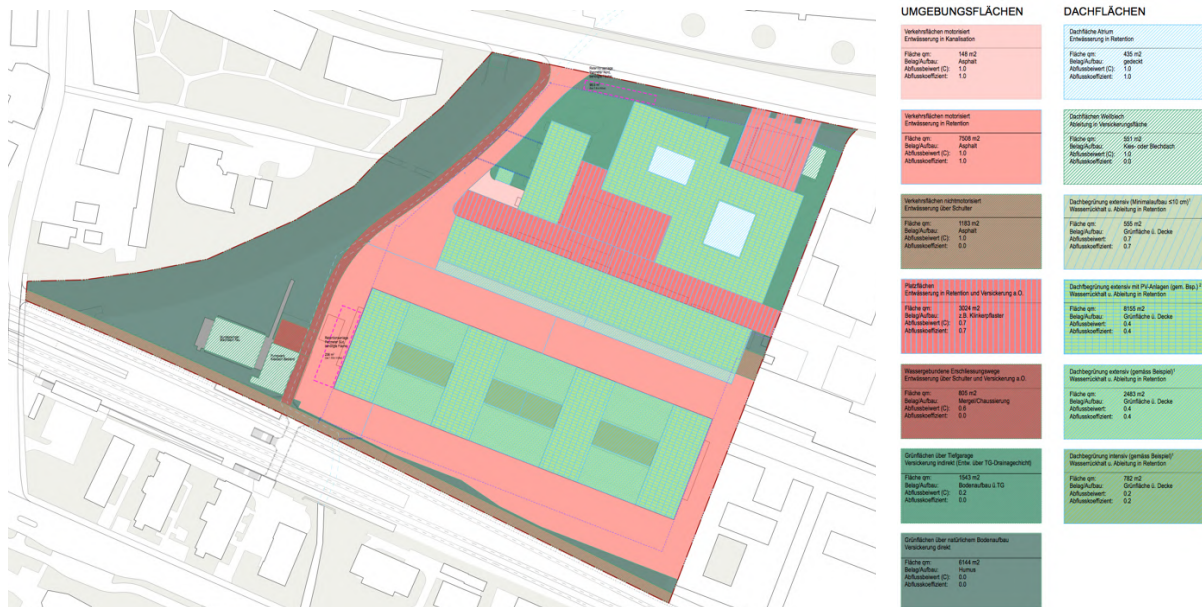 UMGEBUNGSFLÄCHEN
Verkehrsflächen motorisiert
Entwässerung in Kanalisation
Fläche qm: 148 m2
Belag/Aufbau: Asphalt
Abflussbeiwert (C): 1.0
Abflusskoeffizient: 1.0
Verkehrsflächen motorisiert
Entwässerung in Retention
Fläche qm: 7508 m2
Belag/Aufbau: Asphalt
Abflussbeiwert (C): 1.0
Abflusskoeffizient: 1.0
Verkehrsflächen nichtmotorisiert
Entwässerung über Schulter
Fläche qm: 1183 m2
Belag/Aufbau: Asphalt
Abflussbeiwert (C): 1.0
Abflusskoeffizient: 0.0
Platzflächen
Entwässerung in Retention und Versickerung a.O.
Fläche qm: 3024 m2
Belag/Aufbau: z.B. Klinkerpflaster
Abflussbeiwert (C): 0.7
Abflusskoeffizient: 0.7
Wassergebundene Erschliessungswege
Entwässerung über Schulter und Versickerung a.O.
Fläche qm: 805 m2
Belag/Aufbau: Mergel/Chaussierung
Abflussbeiwert (C): 0.6
Abflusskoeffizient: 0.0
Grünflächen über Tiefgarage
Versickerung indirekt (Entw. über TG-Drainagechicht)
Fläche qm: 1543 m2
Belag/Aufbau: Bodenaufbau ü.TG
Abflussbeiwert (C): 0.2
Abflusskoeffizient: 0.0
Grünflächen über natürlichem Bodenaufbau
Versickerung direkt
Fläche qm: 6144 m2
Belag/Aufbau: Humus
Abflussbeiwert (C): 0.0
Abflusskoeffizient: 0.0
DACHFLÄCHEN
Dachfläche Atrium
Entwässerung in Retention
Fläche qm: 435 m2
Belag/Aufbau: gedeckt
Abflussbeiwert (C): 1.0
Abflusskoeffizient: 1.0
Dachflächen Wellblech
Ableitung in Versickerungsfläche
Fläche qm: 551 m2
Belag/Aufbau: Kies- oder Blechdach
Abflussbeiwert (C): 1.0
Abflusskoeffizient: 0.0
Dachbegrünung extensiv (Minimalaufbau ≤10 cm)¹
Wasserrückhalt u. Ableitung in Retention
Fläche qm: 555 m2
Belag/Aufbau: Grünfläche ü. Decke
Abflussbeiwert: 0.7
Abflusskoeffizient: 0.7
Dachbegrünung extensiv mit PV-Anlagen (gem. Bsp.)
Wasserrückhalt u. Ableitung in Retention
Fläche qm: 8155 m2
Belag/Aufbau: Grünfläche ü. Decke
Abflussbeiwert (C): 0.4
Abflusskoeffizient: 0.4
Dachbegrünung extensiv (gemäss Beispiel)¹
Wasserrückhalt u. Ableitung in Retention
Fläche qm: 2483 m2
Belag/Aufbau: Grünfläche ü. Decke
Abflussbeiwert: 0.4
Abflusskoeffizient: 0.4
Dachbegrünung intensiv (gemäss Beispiel)¹
Wasserrückhalt u. Ableitung in Retention
Fläche qm: 782 m2
Belag/Aufbau: Grünfläche ü. Decke
Abflussbeiwert: 0.2
Abflusskoeffizient: 0.2